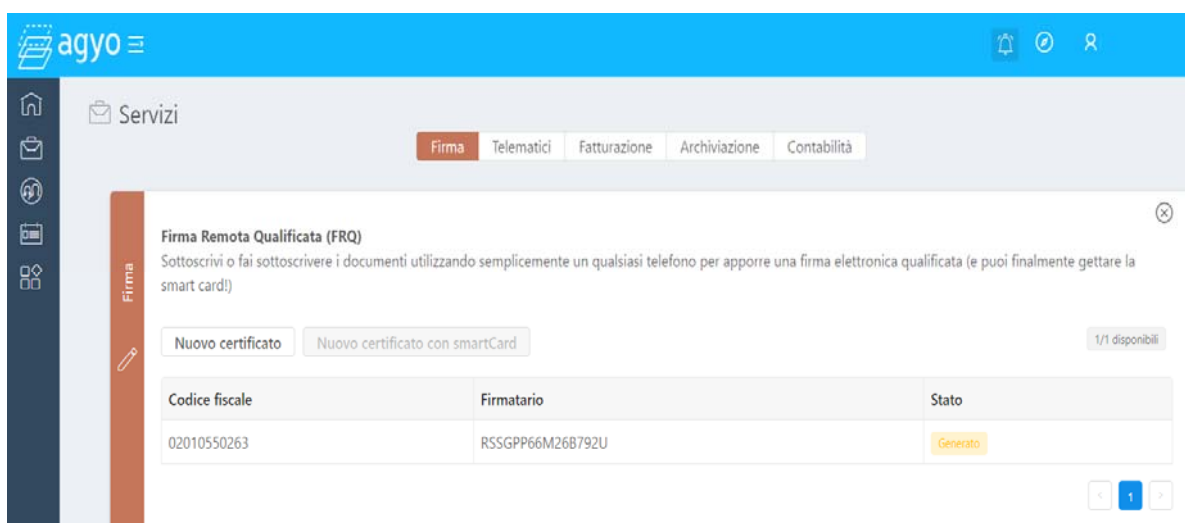 agyo
Servizi
Firma Telematici Fatturazione Archiviazione Contabilità
Firma
Firma Remota Qualificata (FRQ)
Sottoscrivi o fai sottoscrivere i documenti utilizzando semplicemente un qualsiasi telefono per apporre una firma elettronica qualificata (e puoi finalmente gettare la
smart card!)
Nuovo certificato Nuovo certificato con smartCard 1/1 disponibili
Codice fiscale Firmatario Stato
02010550263 RSSGPP66M26B792U Generato
1